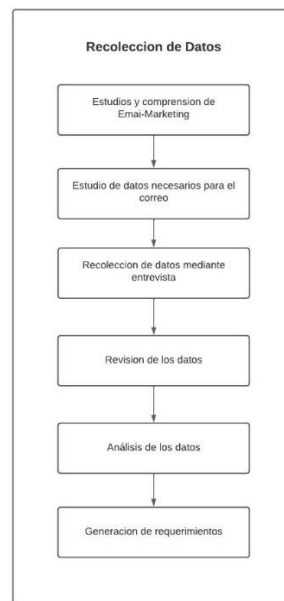 Recoleccion de Datos
Estudios y comprension de
Emai-Marketing
Estudio de datos necesarios para el
correo
Recoleccion de datos mediante
entrevista
Revision de los datos
Análisis de los datos
Generacion de requerimientos